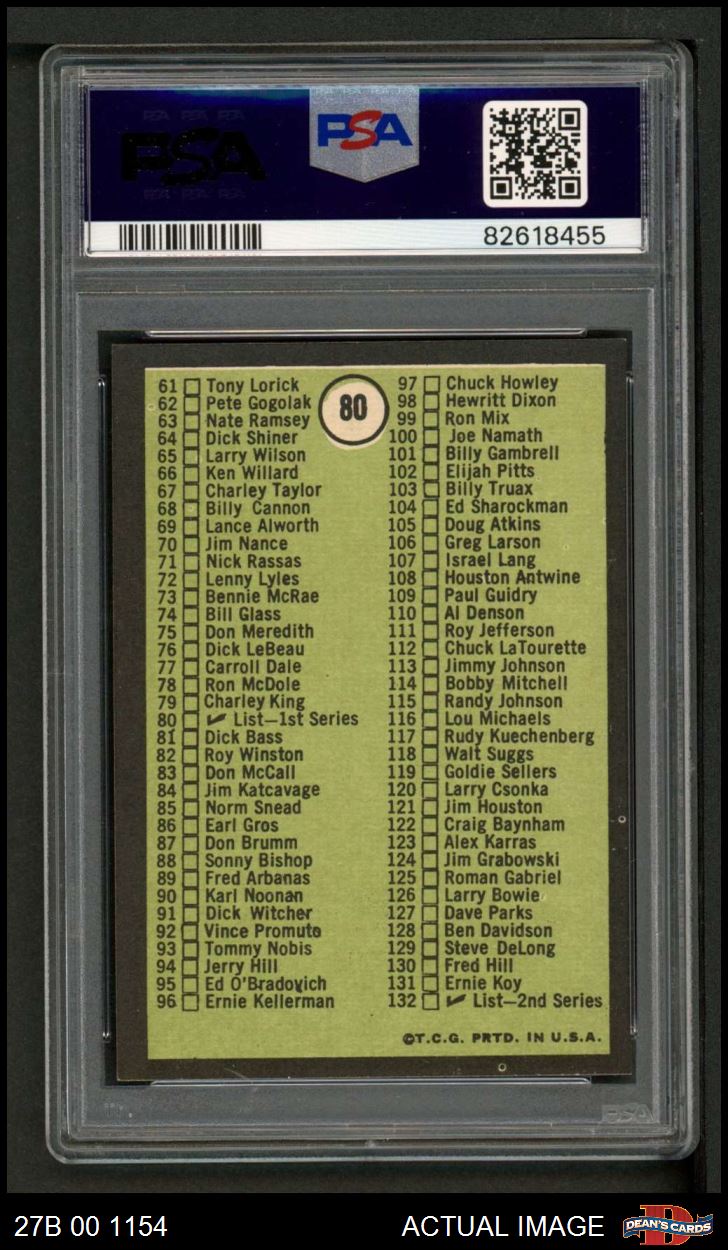 PSA
PSA
82618455
80
61 Tony Lorick
62 Pete Gogolak
63 Nate Ramsey
64 Dick Shiner
65 Larry Wilson
66 Ken Willard
67 Charley Taylor
68 Billy Cannon
69 Lance Alworth
70 Jim Nance
71 Nick Rassas
72 Lenny Lyles
73 Bennie McRae
74 Bill Glass
75 Don Meredith
76 Dick LeBeau
77 Carroll Dale
78 Ron McDole
79 Charley King
80 ✔ List—1st Series
81 Dick Bass
82 Roy Winston
83 Don McCall
84 Jim Katcavage
85 Norm Snead
86 Earl Gros
87 Don Brumm
88 Sonny Bishop
89 Fred Arbanas
90 Karl Noonan
91 Dick Witcher
92 Vince Promuto
93 Tommy Nobis
94 Jerry Hill
95 Ed O'Bradovich
96 Ernie Kellerman
97 Chuck Howley
98 Hewritt Dixon
99 Ron Mix
100 Joe Namath
101 Billy Gambrell
102 Elijah Pitts
103 Billy Truax
104 Ed Sharockman
105 Doug Atkins
106 Greg Larson
107 Israel Lang
108 Houston Antwine
109 Paul Guidry
110 Al Denson
111 Roy Jefferson
112 Chuck LaTourette
113 Jimmy Johnson
114 Bobby Mitchell
115 Randy Johnson
116 Lou Michaels
117 Rudy Kuechenberg
118 Walt Suggs
119 Goldie Sellers
120 Larry Csonka
121 Jim Houston
122 Craig Baynham
123 Alex Karras
124 Jim Grabowski
125 Roman Gabriel
126 Larry Bowie
127 Dave Parks
128 Ben Davidson
129 Steve DeLong
130 Fred Hill
131 Ernie Koy
132 ✔ List—2nd Series
©T.C.G. PRTD. IN U.S.A.
PSA
27B 00 1154
ACTUAL IMAGE
DEAN'S CARDS